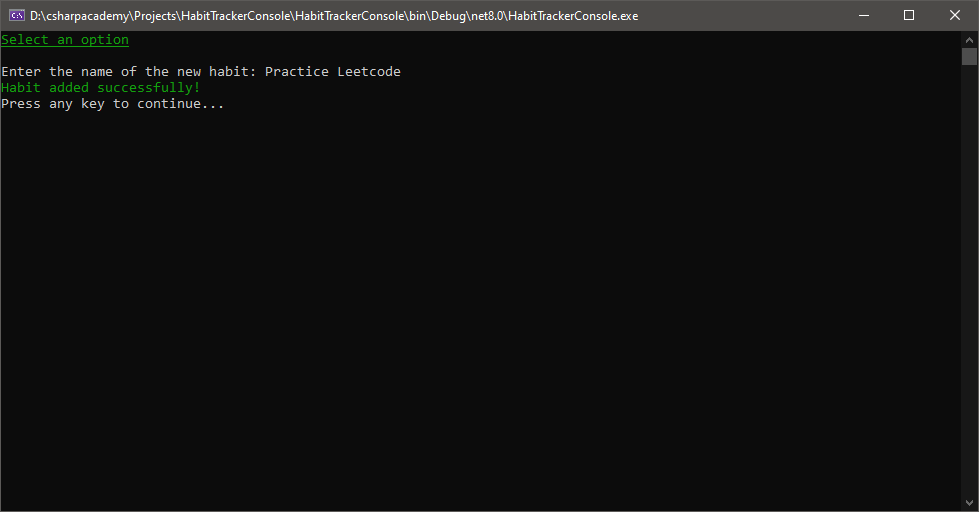 D:\csharpacademy\Projects\HabitTrackerConsole\HabitTrackerConsole\bin\Debug\net8.0\HabitTrackerConsole.exe
Select an option
Enter the name of the new habit: Practice Leetcode
Habit added successfully!
Press any key to continue...